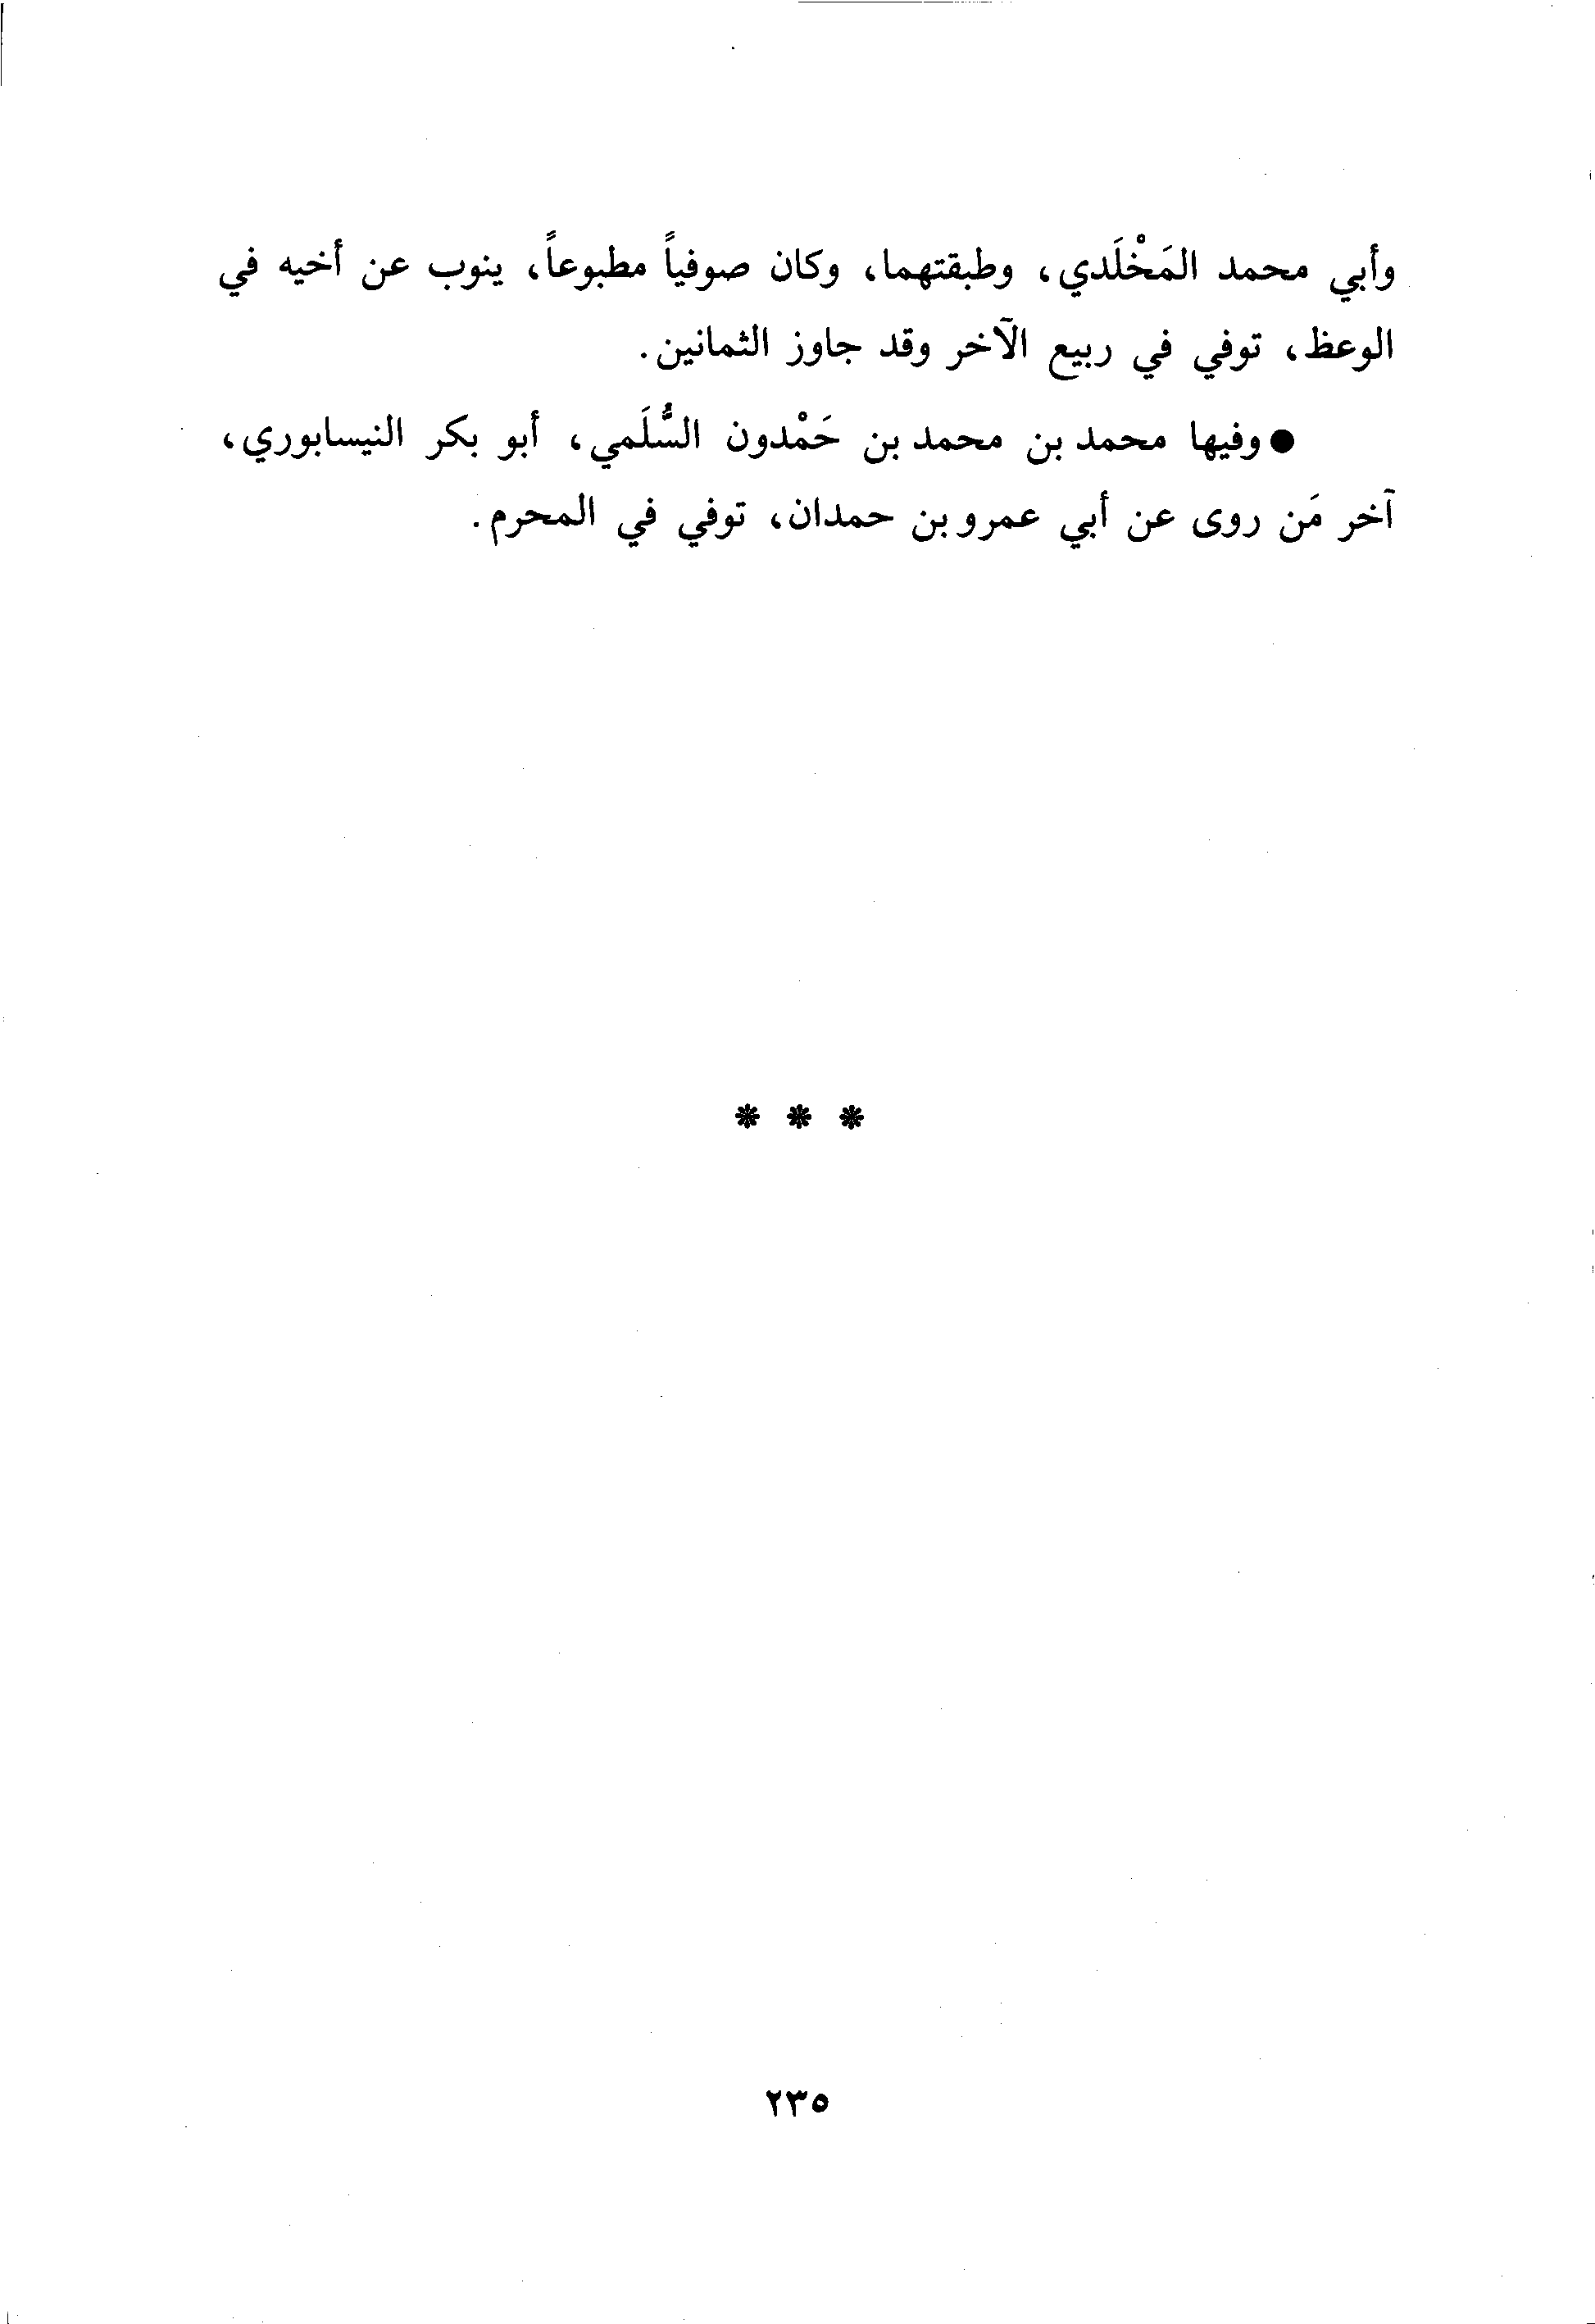 وأبي محمد المَخْلَدي، وطبقتهما، وكان صوفياً مطبوعاً، ينوب عن أخيه في
الوعظ، توفي في ربيع الآخر وقد جاوز الثمانين.
● وفيها محمد بن محمد بن حَمْدون السُّلَمي، أبو بكر النيسابوري،
آخر مَن روى عن أبي عمرو بن حمدان، توفي في المحرم.
* * *
٢٣٥